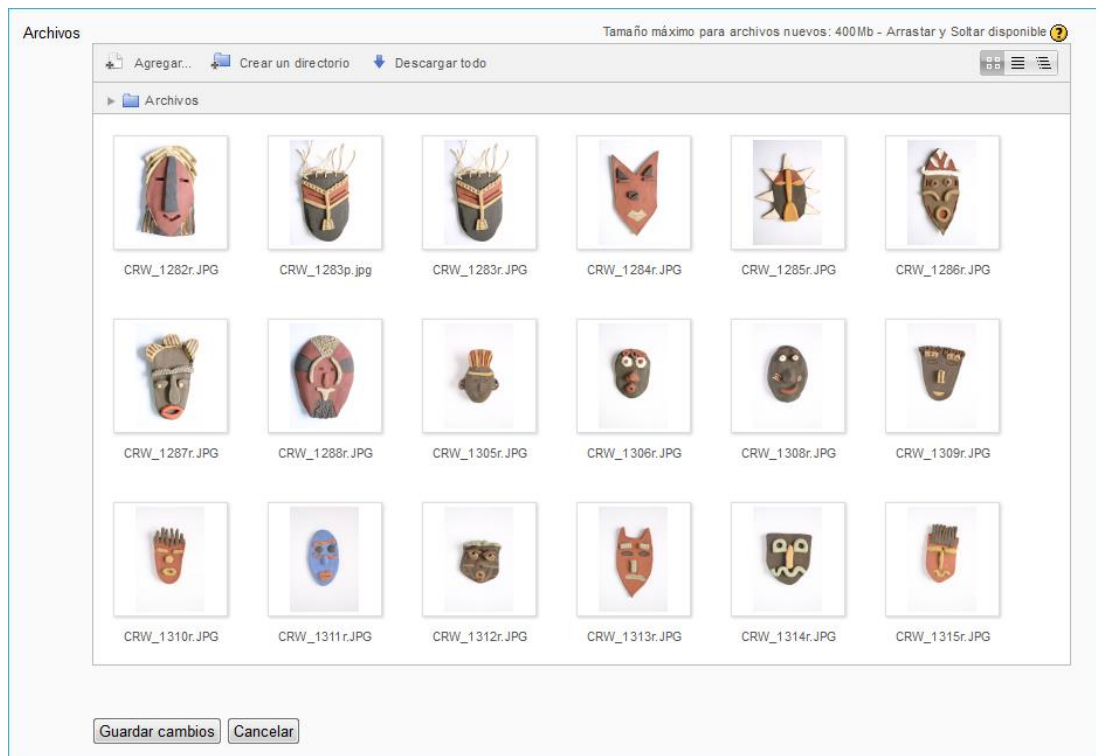 Archivos
Tamaño máximo para archivos nuevos: 400Mb - Arrastar y Soltar disponible
Agregar... Crear un directorio Descargar todo
Archivos
CRW_1282r.JPG CRW_1283p.jpg CRW_1283r.JPG CRW_1284r.JPG CRW_1285r.JPG CRW_1286r.JPG
CRW_1287r.JPG CRW_1288r.JPG CRW_1305r.JPG CRW_1306r.JPG CRW_1308r.JPG CRW_1309r.JPG
CRW_1310r.JPG CRW_1311r.JPG CRW_1312r.JPG CRW_1313r.JPG CRW_1314r.JPG CRW_1315r.JPG
Guardar cambios Cancelar